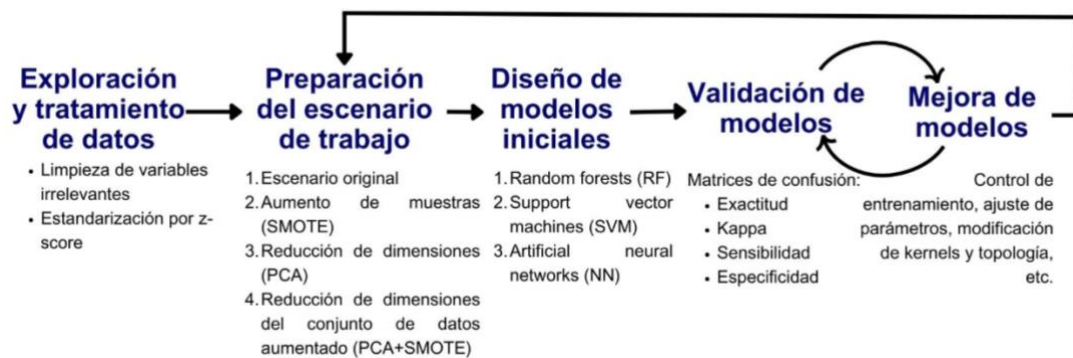 Exploración
y tratamiento
de datos
• Limpieza de variables
irrelevantes
• Estandarización por z-
score
Preparación
del escenario
de trabajo
1. Escenario original
2. Aumento de muestras
(SMOTE)
3. Reducción de dimensiones
(PCA)
4. Reducción de dimensiones
del conjunto de datos
aumentado (PCA+SMOTE)
Diseño de
modelos
iniciales
1. Random forests (RF)
2. Support vector
machines (SVM)
3. Artificial neural
networks (NN)
Validación de
modelos
Matrices de confusión:
• Exactitud
• Kappa
• Sensibilidad
• Especificidad
Mejora de
modelos
Control de
entrenamiento, ajuste de
parámetros, modificación
de kernels y topología,
etc.